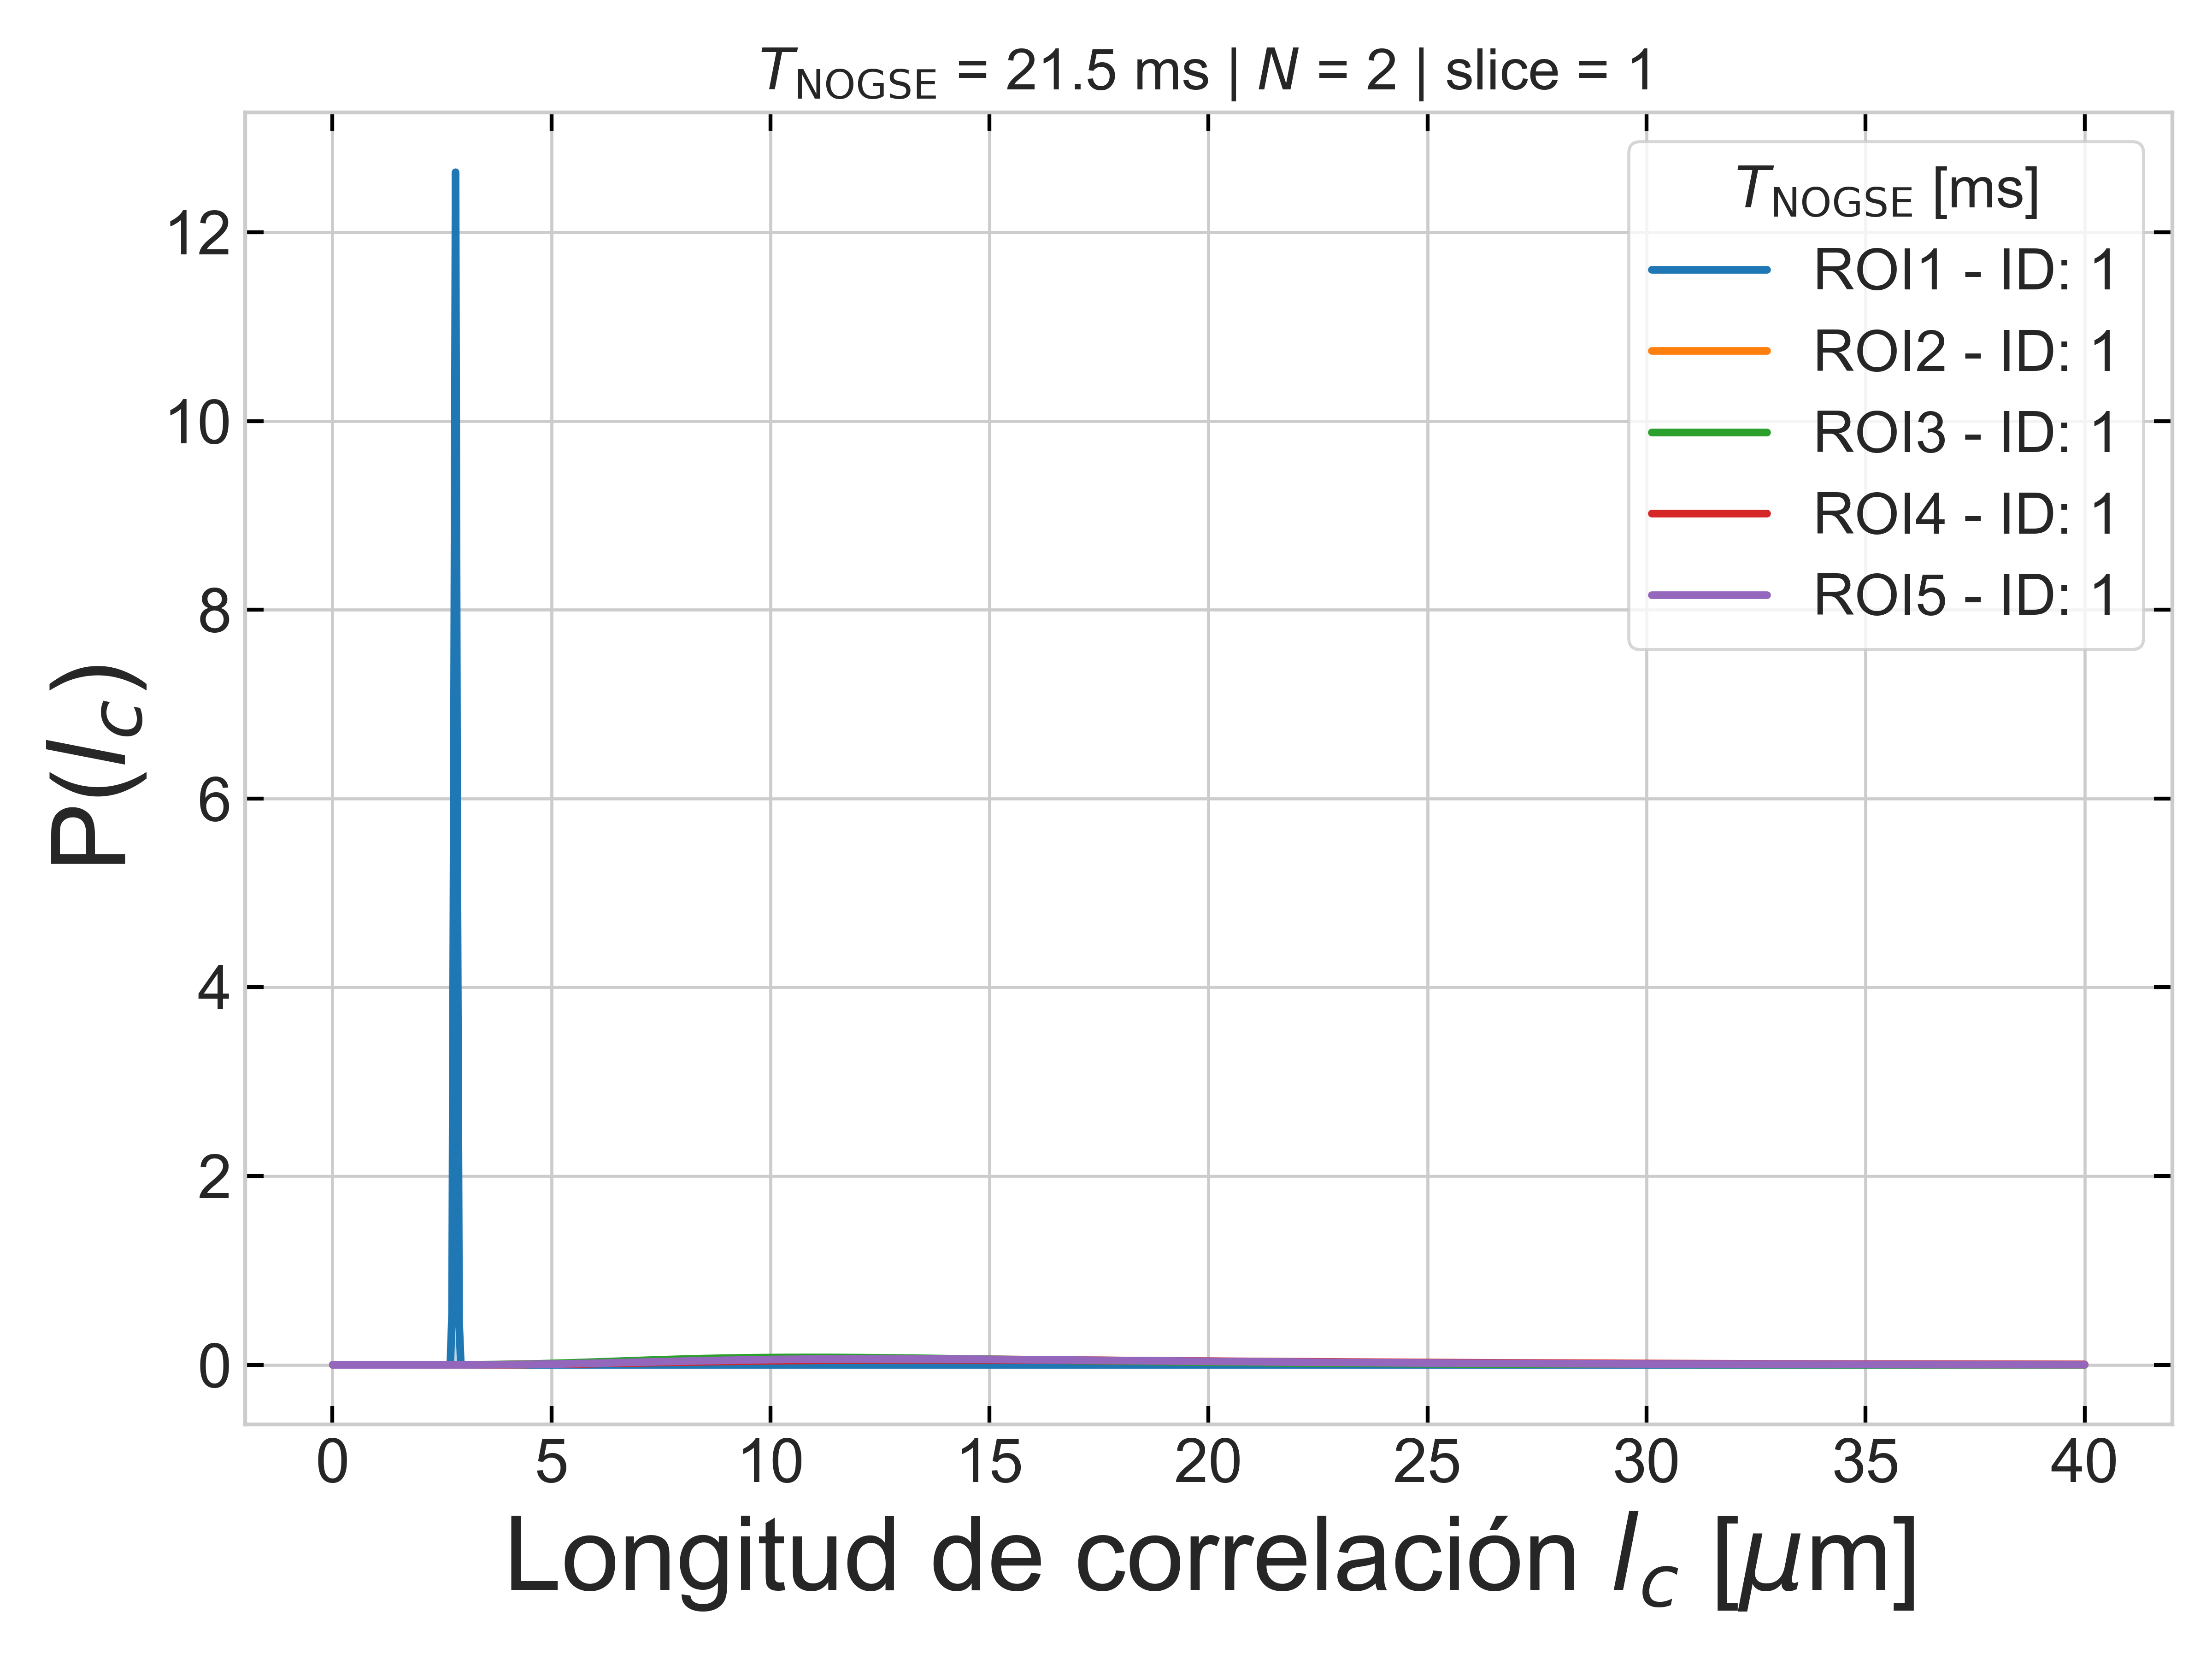 T_NOGSE = 21.5 ms | N = 2 | slice = 1
T_NOGSE [ms]
ROI1 - ID: 1
ROI2 - ID: 1
ROI3 - ID: 1
ROI4 - ID: 1
ROI5 - ID: 1
P(l_c)
12
10
8
6
4
2
0
0 5 10 15 20 25 30 35 40
Longitud de correlación l_c [μm]